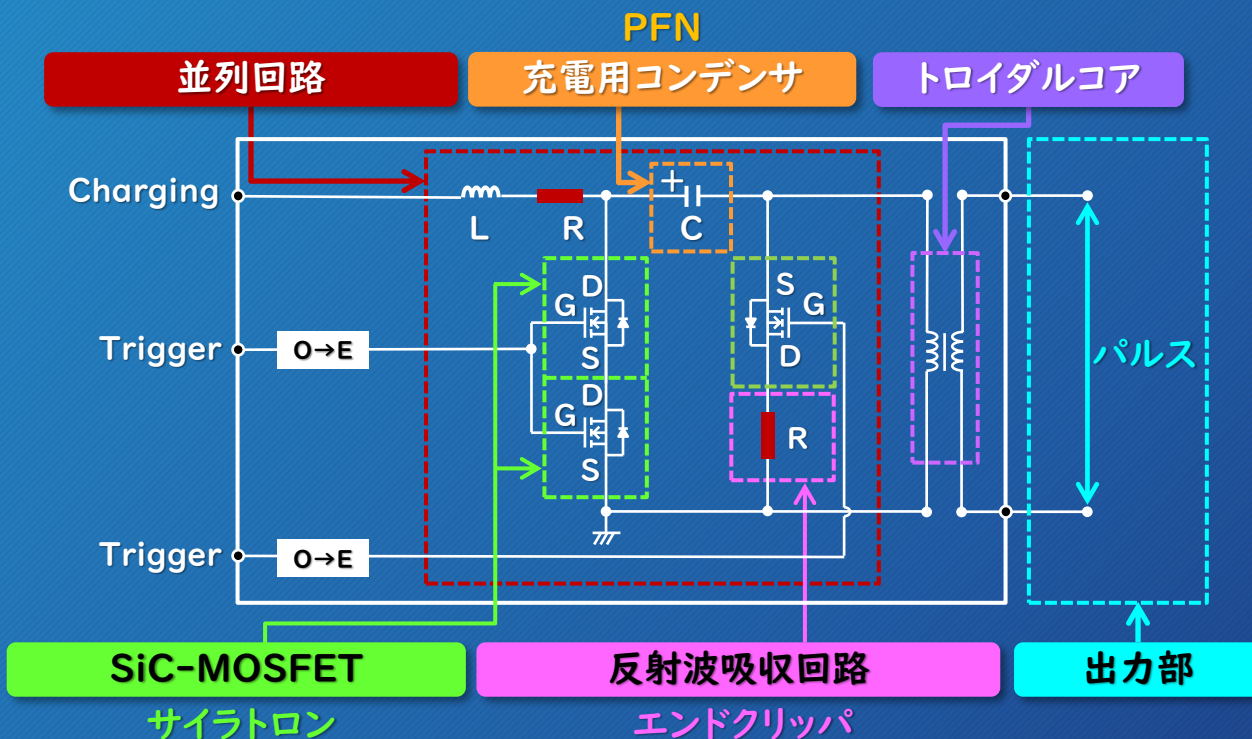 PFN
並列回路
充電用コンデンサ
トロイダルコア
Charging
L
R
+
C
D
G
S
S
G
D
Trigger
O→E
D
G
S
R
パルス
Trigger
O→E
SiC-MOSFET
反射波吸収回路
出力部
サイラトロン
エンドクリッパ